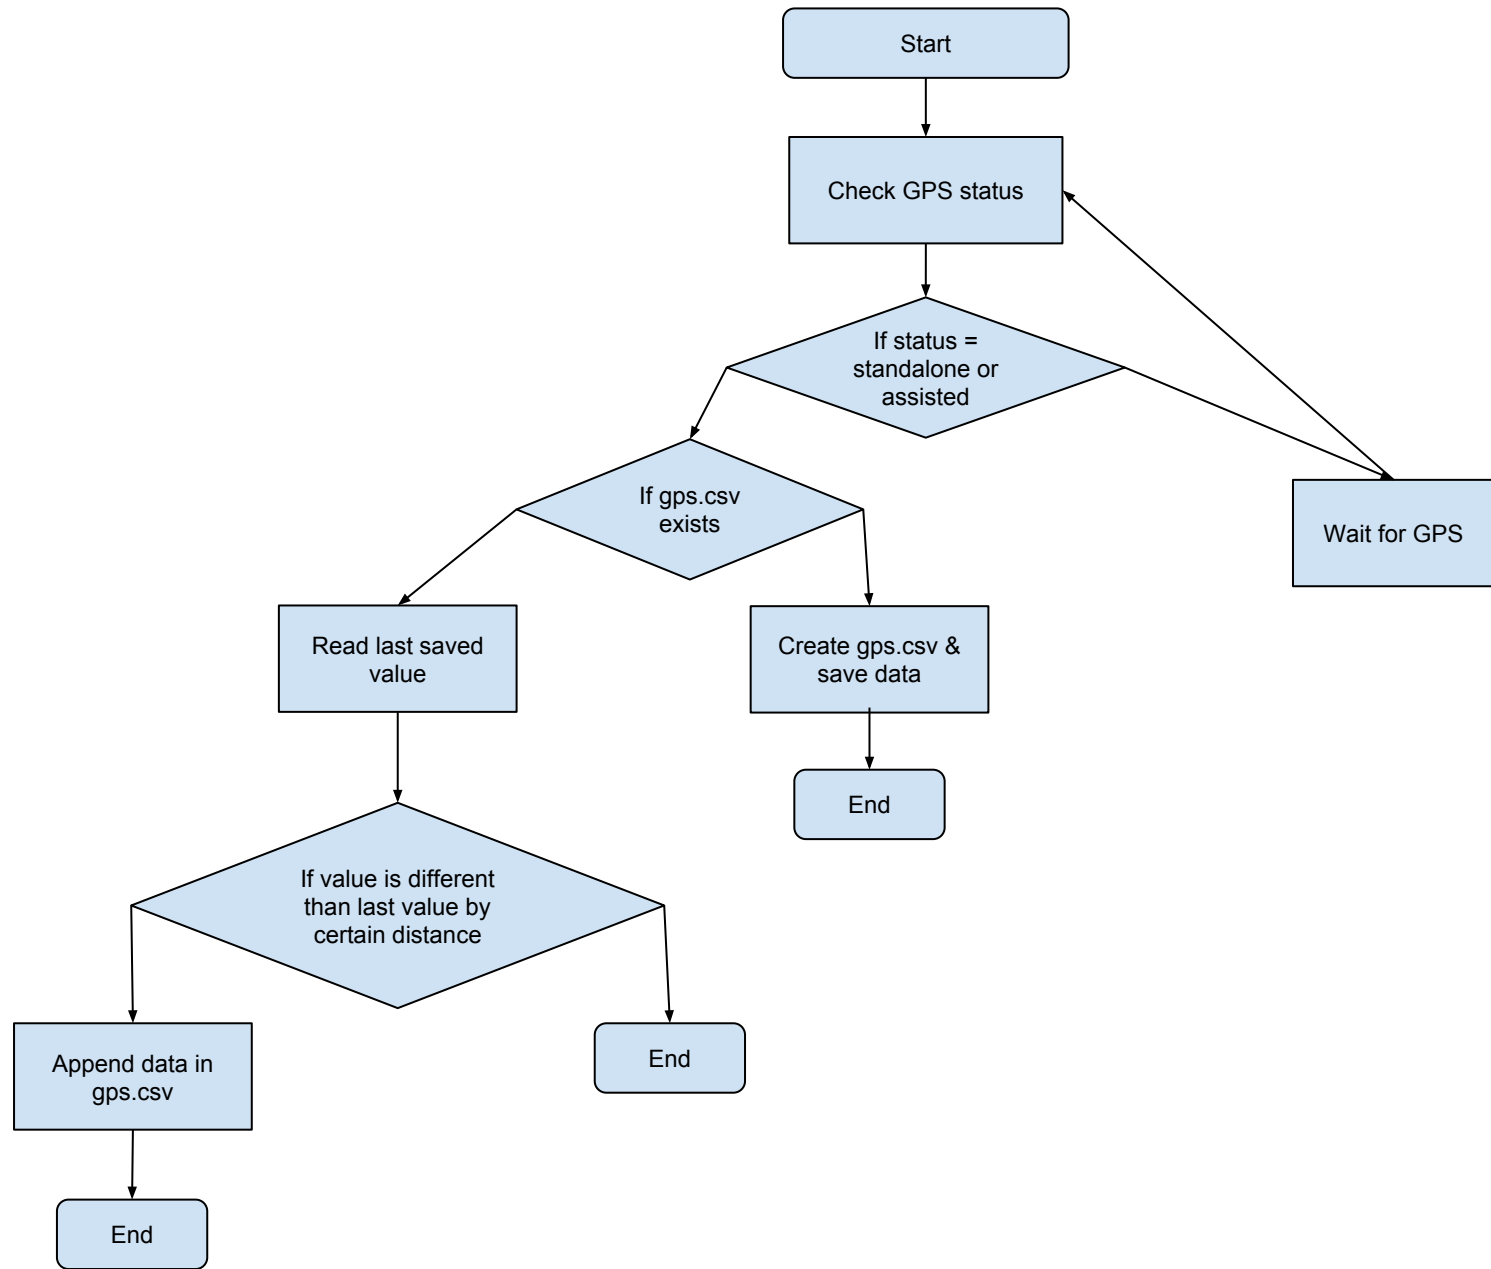 Start
Check GPS status
If status =
standalone or
assisted
If gps.csv
exists
Wait for GPS
Read last saved
value
Create gps.csv &
save data
End
If value is different
than last value by
certain distance
Append data in
gps.csv
End
End